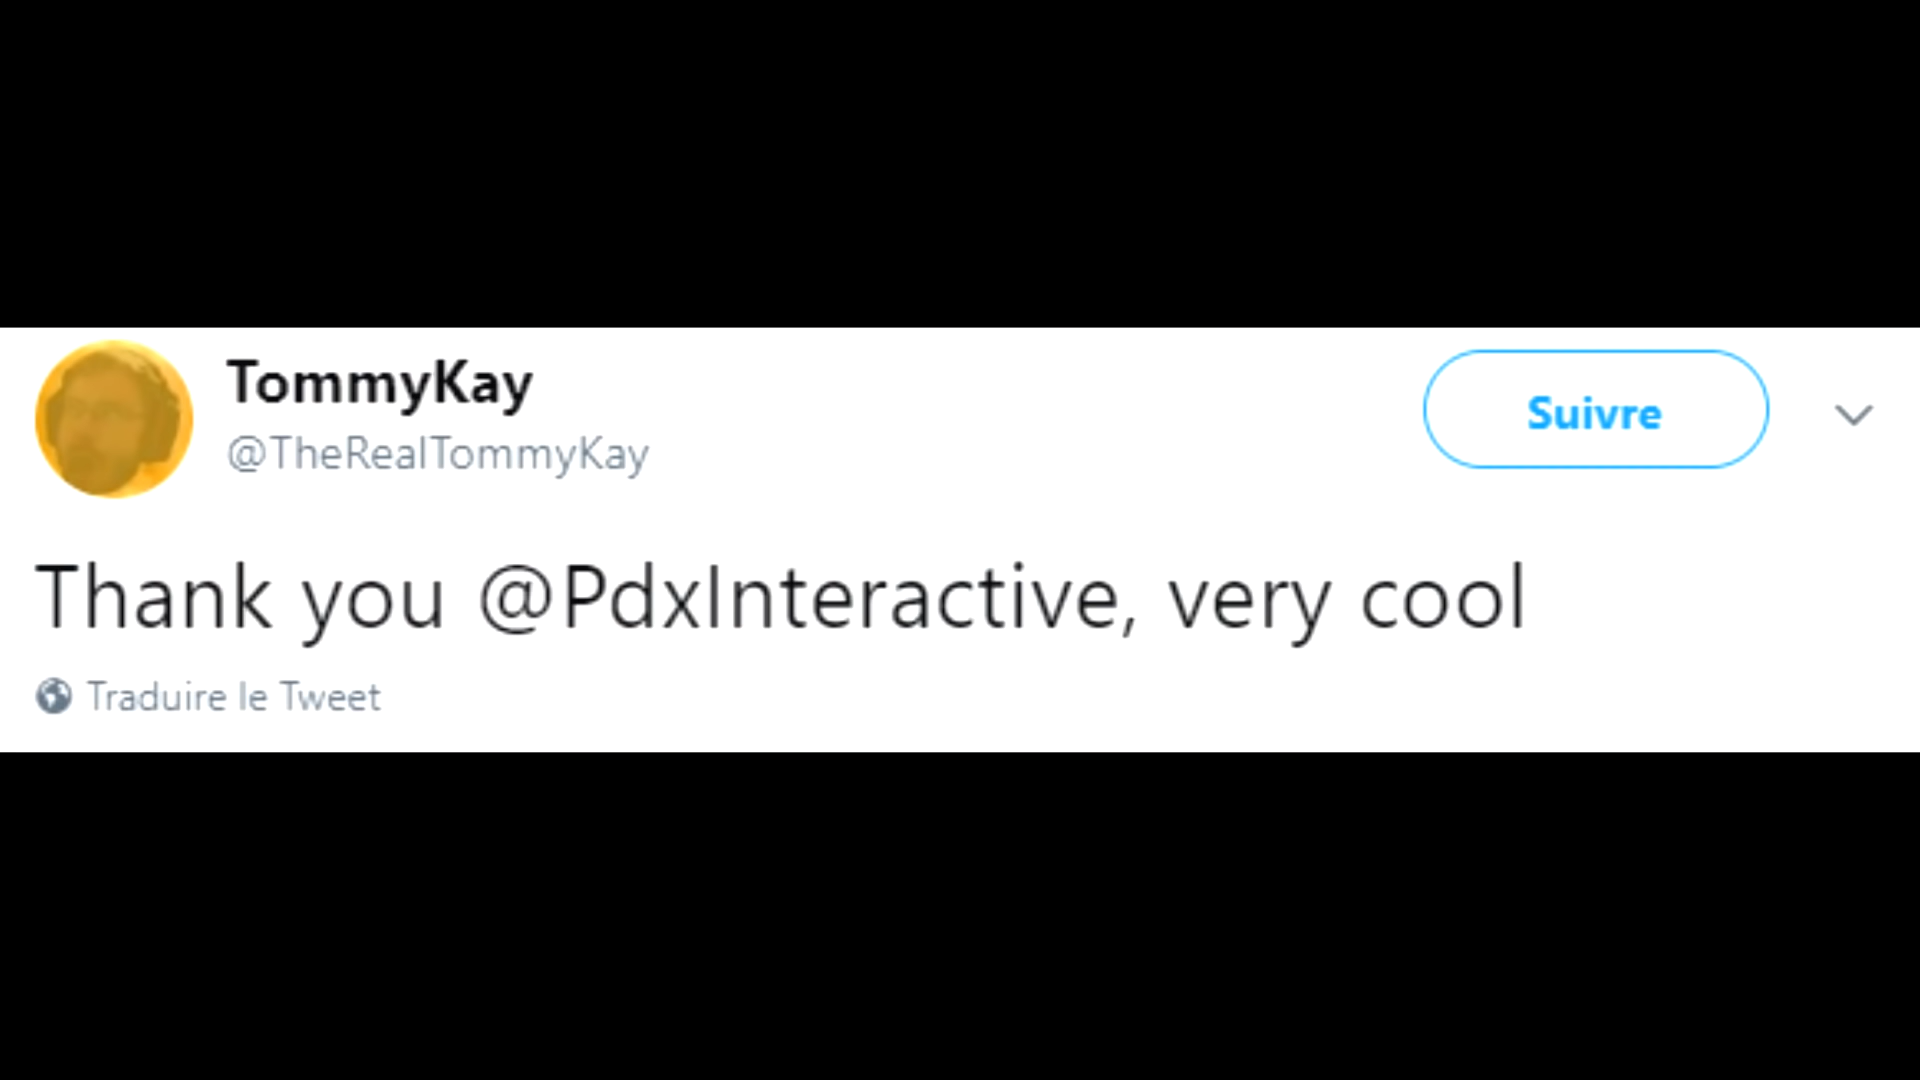 TommyKay
@TheRealTommyKay
Suivre
Thank you @PdxInteractive, very cool
Traduire le Tweet